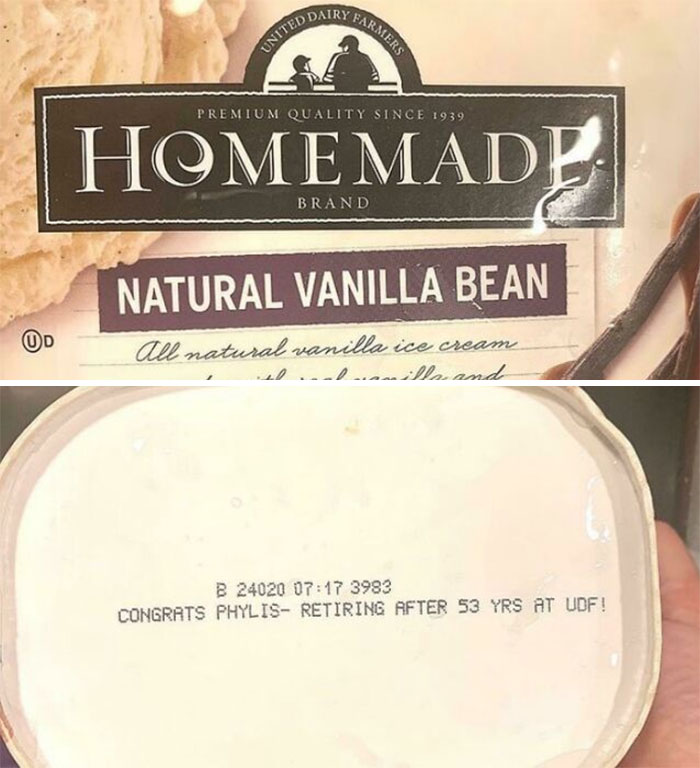 UNITED DAIRY FARMERS
PREMIUM QUALITY SINCE 1939
HOMEMADE
BRAND
NATURAL VANILLA BEAN
UD
All natural vanilla ice cream
and
B 24020 07:17 3983
CONGRATS PHYLIS- RETIRING AFTER 53 YRS AT UDF!